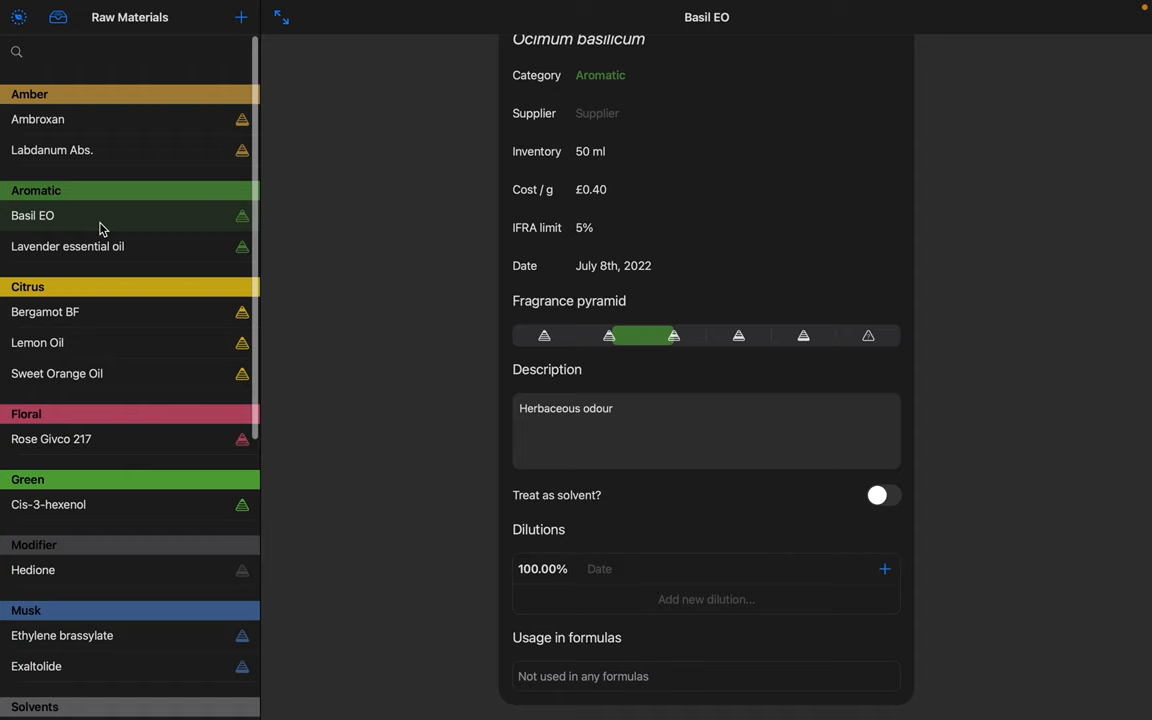 Raw Materials
Basil EO
Amber
Ambroxan
Labdanum Abs.
Aromatic
Basil EO
Lavender essential oil
Citrus
Bergamot BF
Lemon Oil
Sweet Orange Oil
Floral
Rose Givco 217
Green
Cis-3-hexenol
Modifier
Hedione
Musk
Ethylene brassylate
Exaltolide
Solvents
Ocimum basilicum
Category Aromatic
Supplier Supplier
Inventory 50 ml
Cost / g £0.40
IFRA limit 5%
Date July 8th, 2022
Fragrance pyramid
Description
Herbaceous odour
Treat as solvent?
Dilutions
100.00% Date
Add new dilution...
Usage in formulas
Not used in any formulas